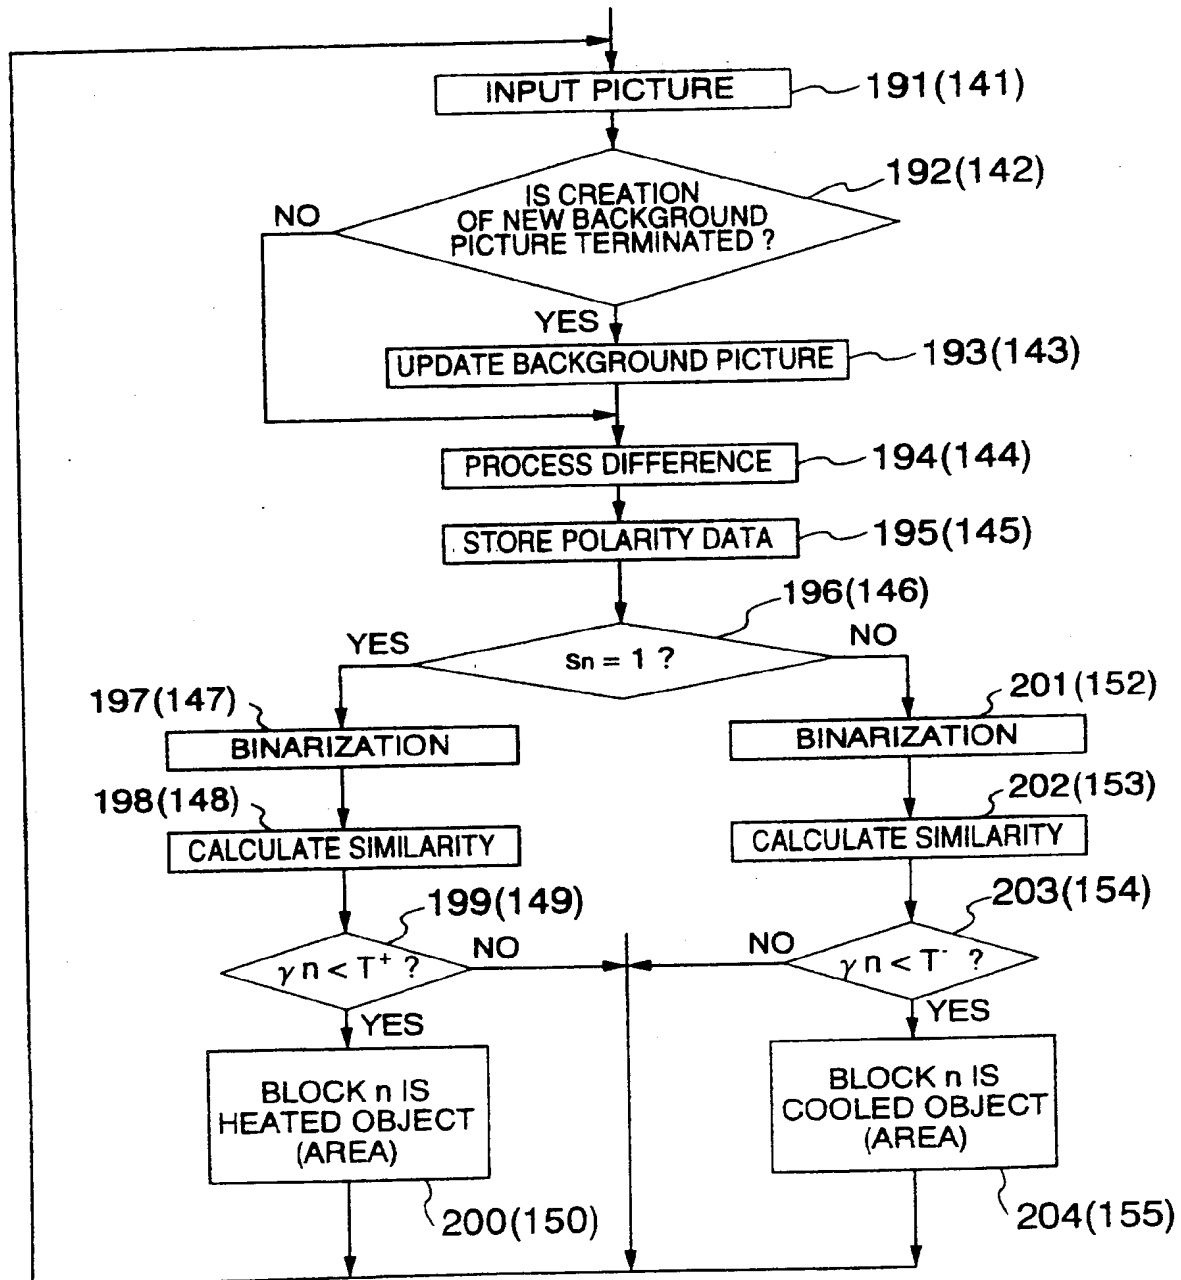 INPUT PICTURE
191(141)
IS CREATION
OF NEW BACKGROUND
PICTURE TERMINATED ?
192(142)
NO
YES
UPDATE BACKGROUND PICTURE
193(143)
PROCESS DIFFERENCE
194(144)
STORE POLARITY DATA
195(145)
196(146)
YES
sn = 1 ?
NO
197(147)
BINARIZATION
201(152)
BINARIZATION
198(148)
CALCULATE SIMILARITY
202(153)
CALCULATE SIMILARITY
199(149)
γ n < T⁺ ?
NO
YES
203(154)
NO
γ n < T⁻ ?
YES
BLOCK n IS
HEATED OBJECT
(AREA)
200(150)
BLOCK n IS
COOLED OBJECT
(AREA)
204(155)